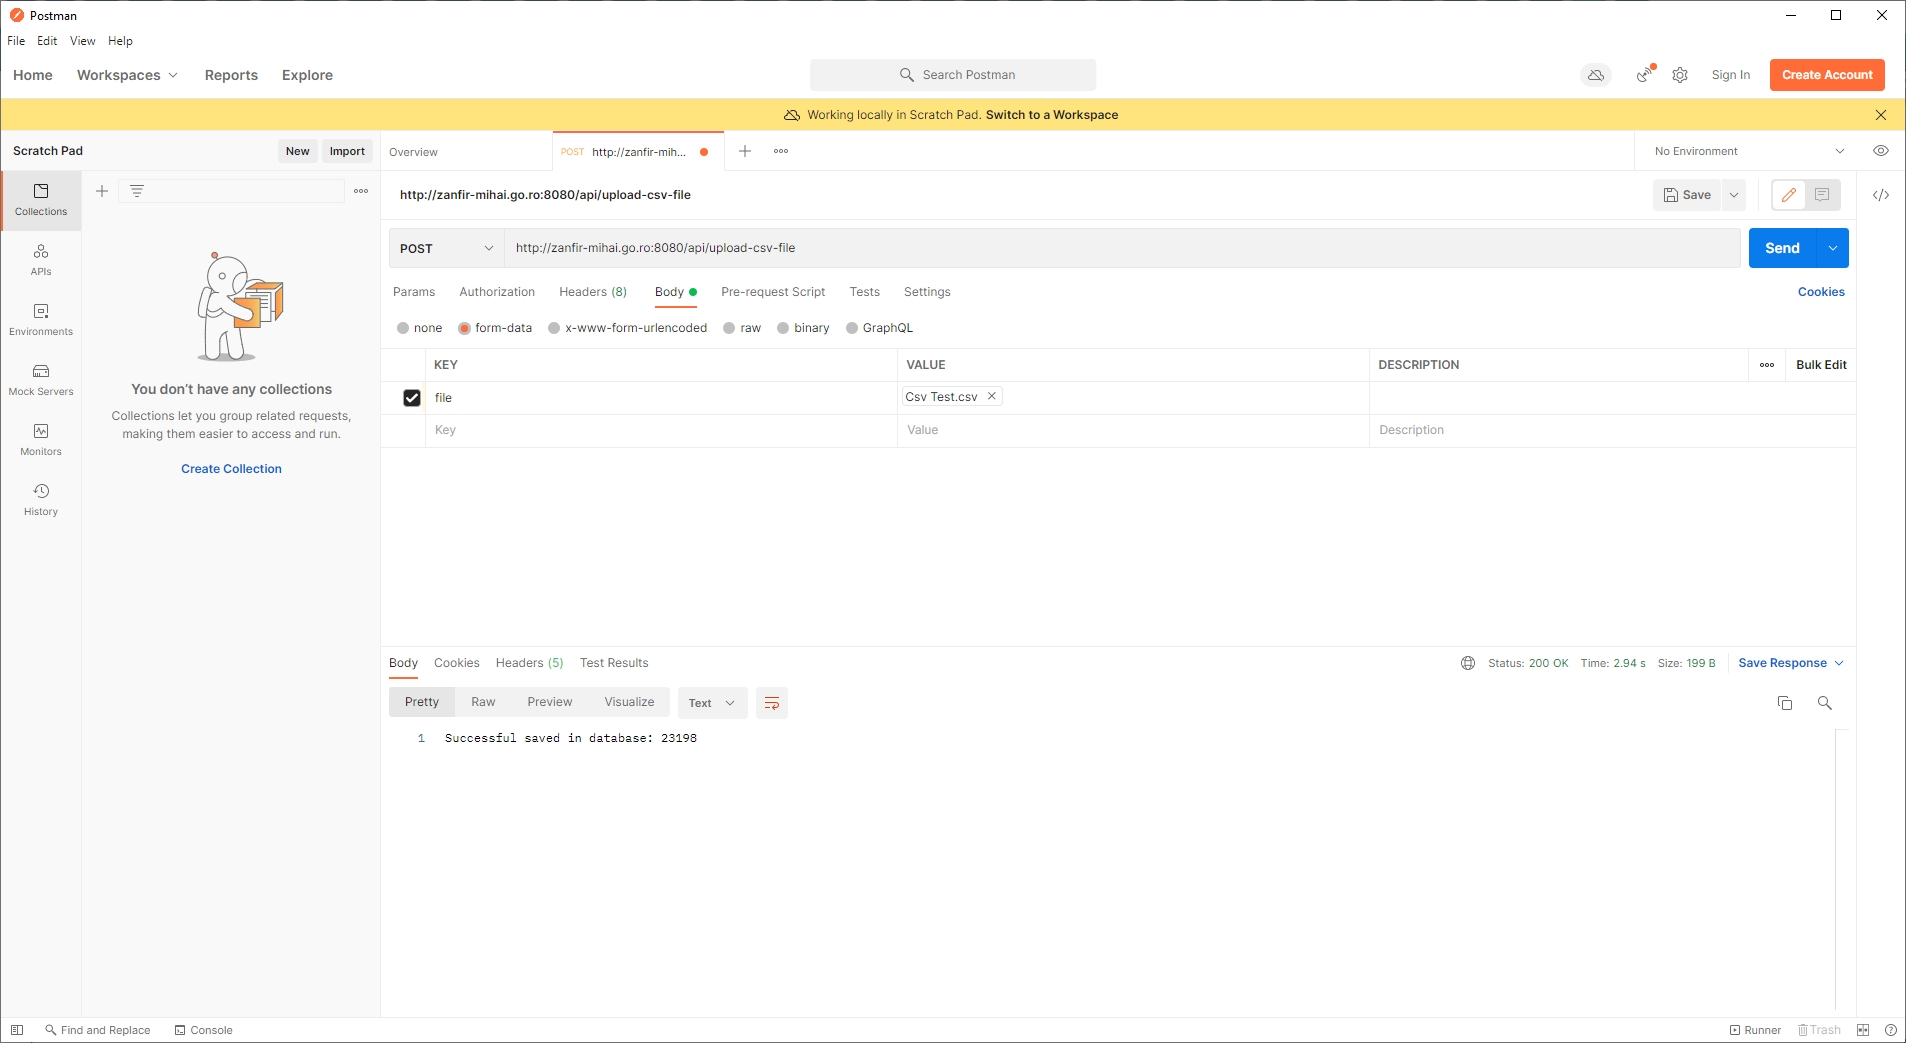 Postman
File Edit View Help
Home Workspaces Reports Explore
Search Postman
Sign In Create Account
Working locally in Scratch Pad. Switch to a Workspace
Scratch Pad New Import
Overview POST http://zanfir-mih... No Environment
Collections
APIs
Environments
Mock Servers
Monitors
History
You don't have any collections
Collections let you group related requests,
making them easier to access and run.
Create Collection
http://zanfir-mihai.go.ro:8080/api/upload-csv-file Save
POST http://zanfir-mihai.go.ro:8080/api/upload-csv-file Send
Params Authorization Headers (8) Body Pre-request Script Tests Settings Cookies
none form-data x-www-form-urlencoded raw binary GraphQL
KEY VALUE DESCRIPTION Bulk Edit
file Csv Test.csv
Key Value Description
Body Cookies Headers (5) Test Results Status: 200 OK Time: 2.94 s Size: 199 B Save Response
Pretty Raw Preview Visualize Text
1 Successful saved in database: 23198
Find and Replace Console Runner Trash